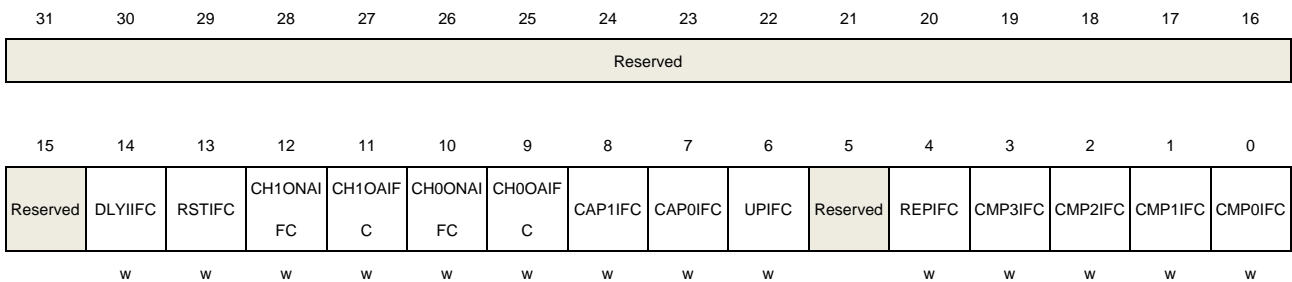 31 30 29 28 27 26 25 24 23 22 21 20 19 18 17 16
Reserved
15 14 13 12 11 10 9 8 7 6 5 4 3 2 1 0
Reserved DLYIIFC RSTIFC CH1ONAI CH1OAIF CH0ONAI CH0OAIF CAP1IFC CAP0IFC UPIFC Reserved REPIFC CMP3IFC CMP2IFC CMP1IFC CMP0IFC
FC C FC C
w w w w w w w w w w w w w w